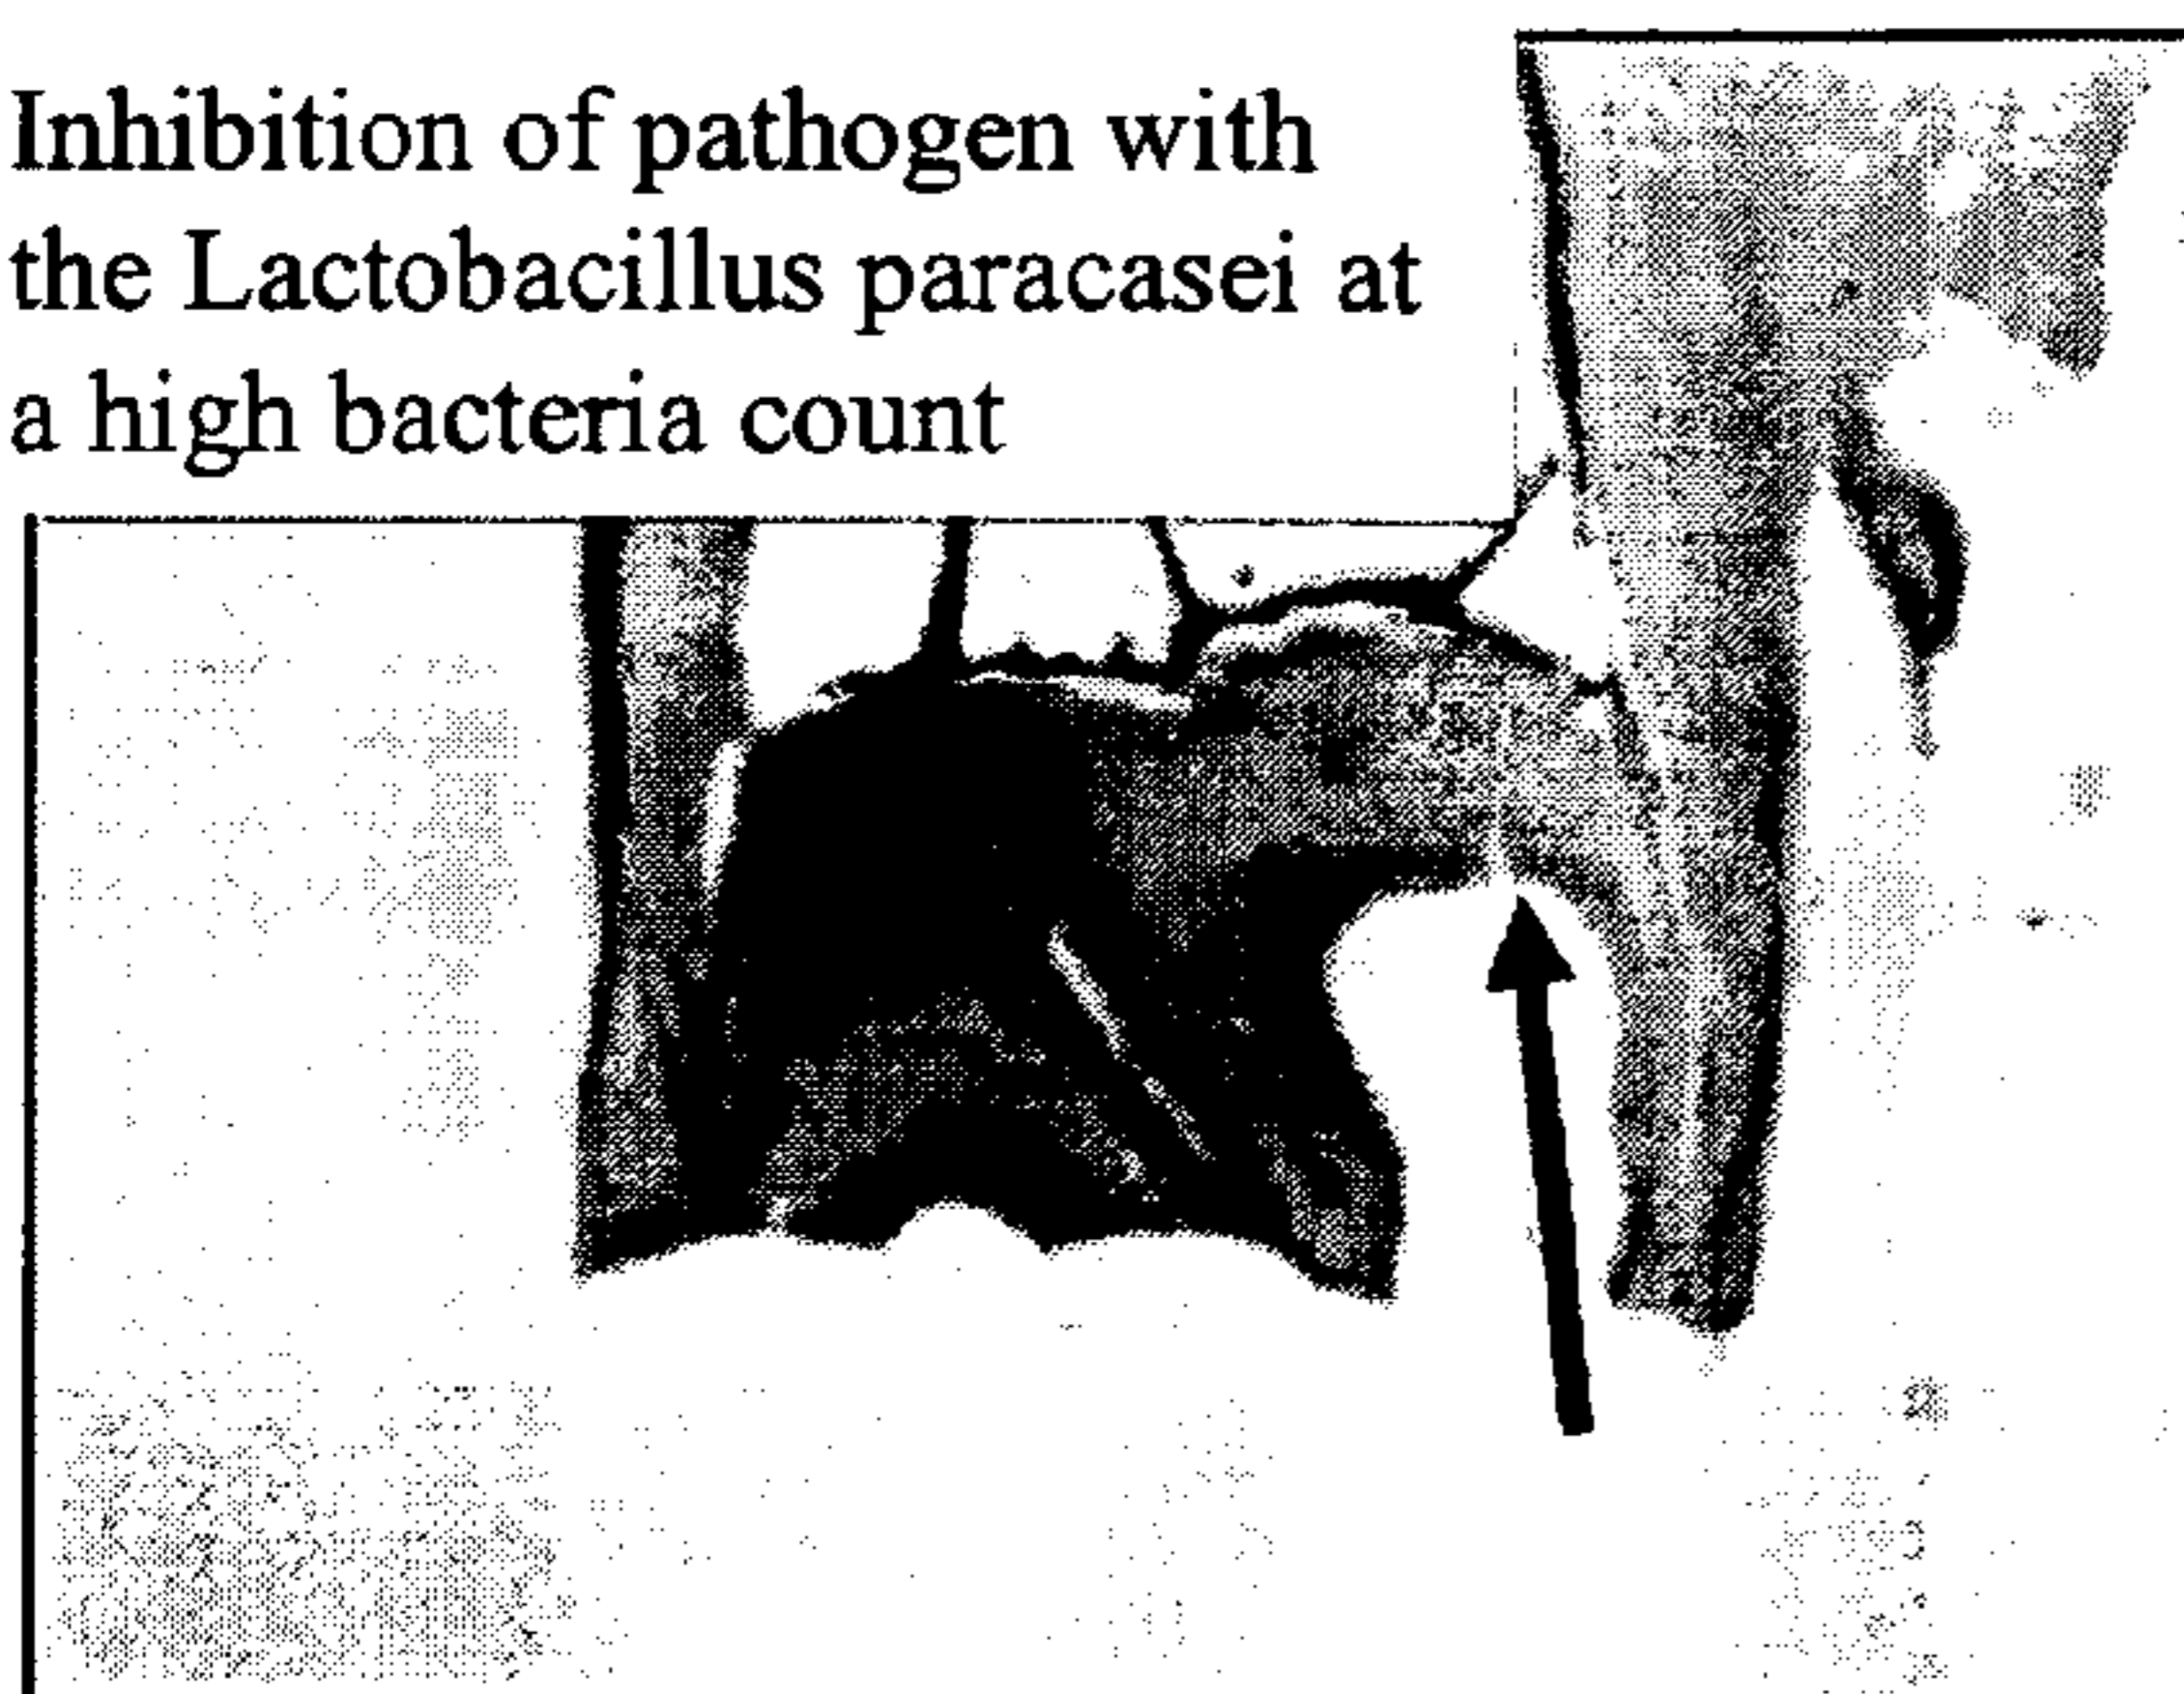 Inhibition of pathogen with
the Lactobacillus paracasei at
a high bacteria count